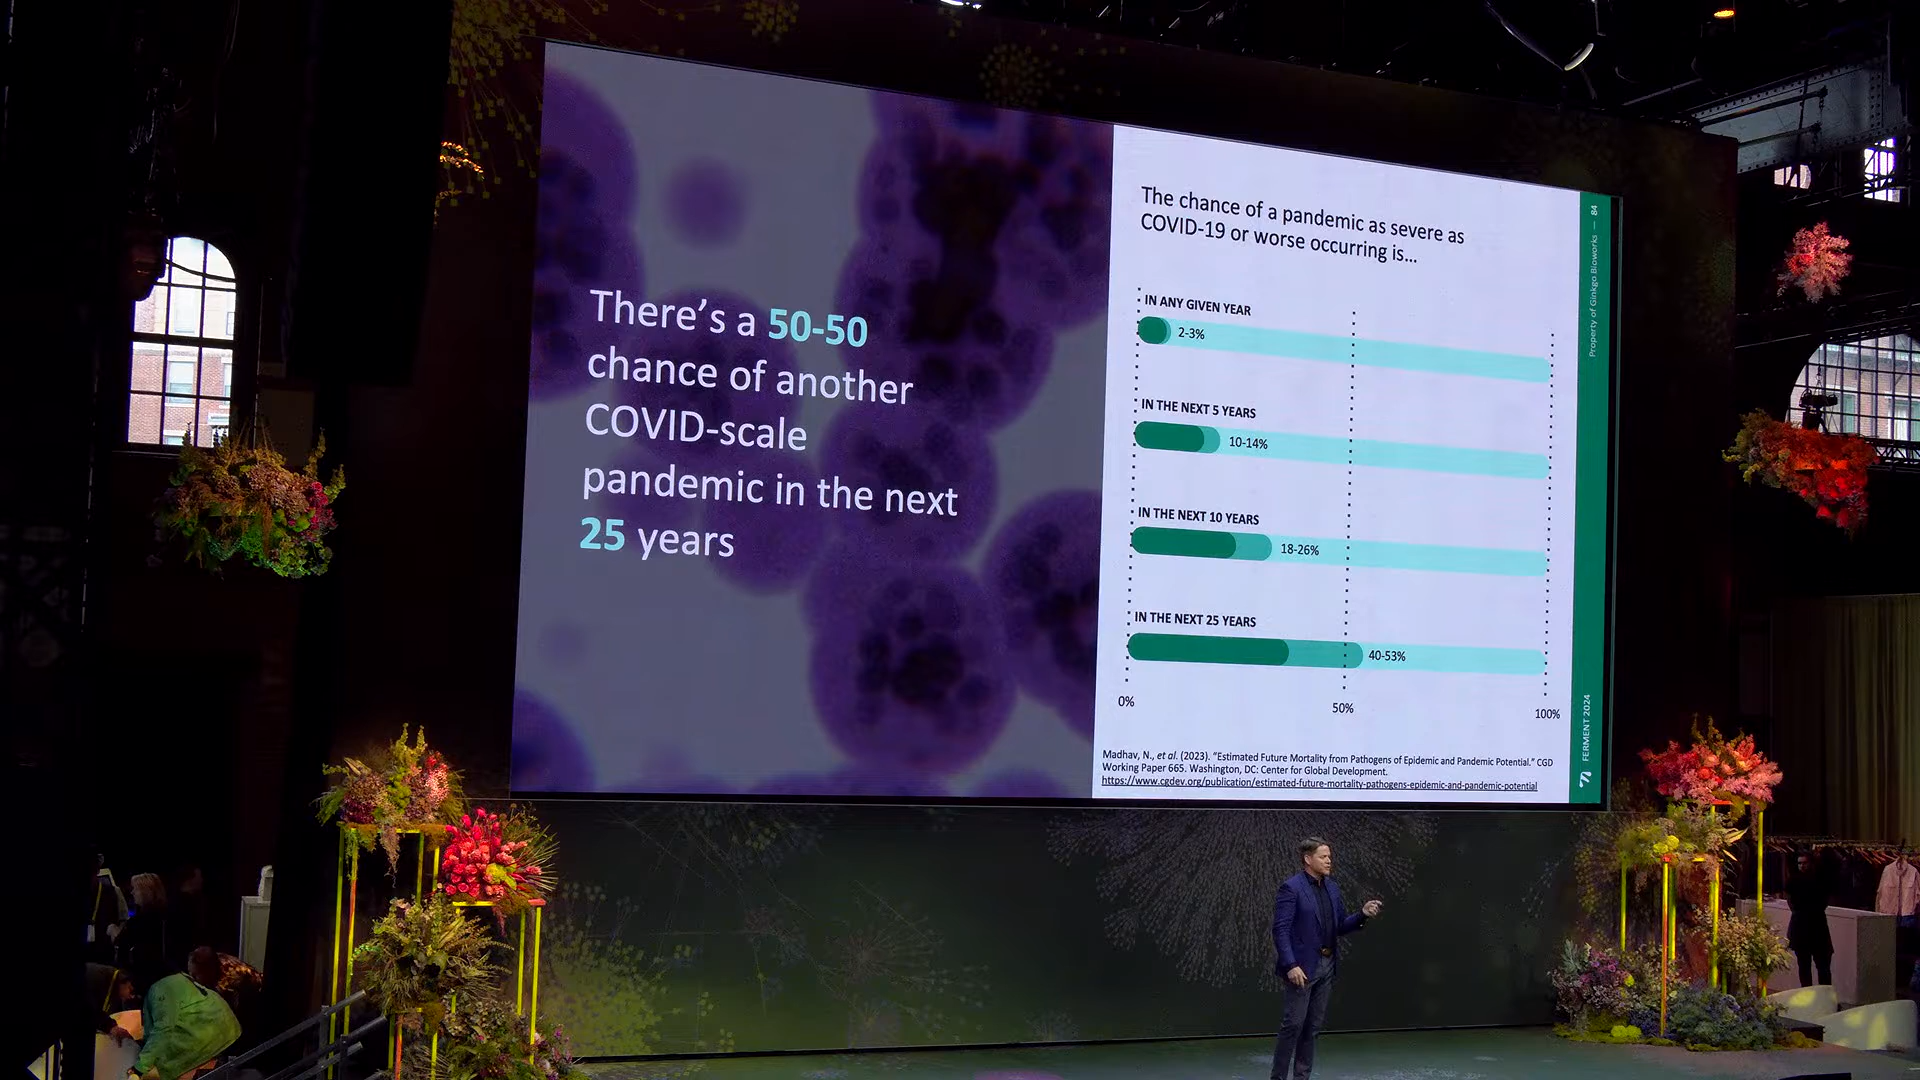 There's a 50-50
chance of another
COVID-scale
pandemic in the next
25 years
The chance of a pandemic as severe as
COVID-19 or worse occurring is...
IN ANY GIVEN YEAR
2-3%
IN THE NEXT 5 YEARS
10-14%
IN THE NEXT 10 YEARS
18-26%
IN THE NEXT 25 YEARS
40-53%
0%
50%
100%
Madhav, N., et al. (2023). "Estimated Future Mortality from Pathogens of Epidemic and Pandemic Potential." CGD
Working Paper 665. Washington, DC: Center for Global Development.
https://www.cgdev.org/publication/estimated-future-mortality-pathogens-epidemic-and-pandemic-potential
Property of Ginkgo Bioworks — 84
FERMENT 2024